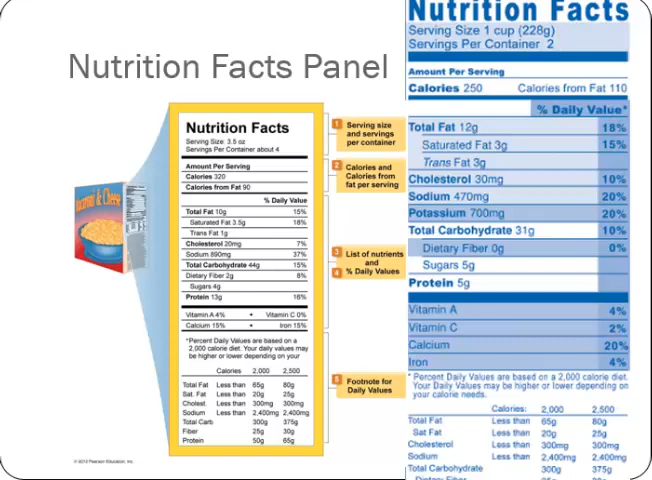 Nutrition Facts Panel
Macaroni & Cheese
Nutrition Facts
Serving Size: 3.5 oz
Servings Per Container about 4
Amount Per Serving
Calories 320
Calories from Fat 90
% Daily Value
Total Fat 10g 15%
Saturated Fat 3.5g 18%
Trans Fat 1g
Cholesterol 20mg 7%
Sodium 890mg 37%
Total Carbohydrate 44g 15%
Dietary Fiber 2g 8%
Sugars 4g
Protein 13g 16%
Vitamin A 4% • Vitamin C 0%
Calcium 15% • Iron 15%
*Percent Daily Values are based on a
2,000 calorie diet. Your daily values may
be higher or lower depending on your
Calories 2,000 2,500
Total Fat Less than 65g 80g
Sat. Fat Less than 20g 25g
Cholest. Less than 300mg 300mg
Sodium Less than 2,400mg 2,400mg
Total Carb 300g 375g
Fiber 25g 30g
Protein 50g 65g
1 Serving size
and servings
per container
2 Calories and
Calories from
fat per serving
3 List of nutrients
and
4 % Daily Values
5 Footnote for
Daily Values
© 2010 Pearson Education, Inc.
Nutrition Facts
Serving Size 1 cup (228g)
Servings Per Container 2
Amount Per Serving
Calories 250 Calories from Fat 110
% Daily Value*
Total Fat 12g 18%
Saturated Fat 3g 15%
Trans Fat 3g
Cholesterol 30mg 10%
Sodium 470mg 20%
Potassium 700mg 20%
Total Carbohydrate 31g 10%
Dietary Fiber 0g 0%
Sugars 5g
Protein 5g
Vitamin A 4%
Vitamin C 2%
Calcium 20%
Iron 4%
* Percent Daily Values are based on a 2,000 calorie diet.
Your Daily Values may be higher or lower depending on
your calorie needs.
Calories: 2,000 2,500
Total Fat Less than 65g 80g
Sat Fat Less than 20g 25g
Cholesterol Less than 300mg 300mg
Sodium Less than 2,400mg 2,400mg
Total Carbohydrate 300g 375g
Dietary Fiber 25g 30g